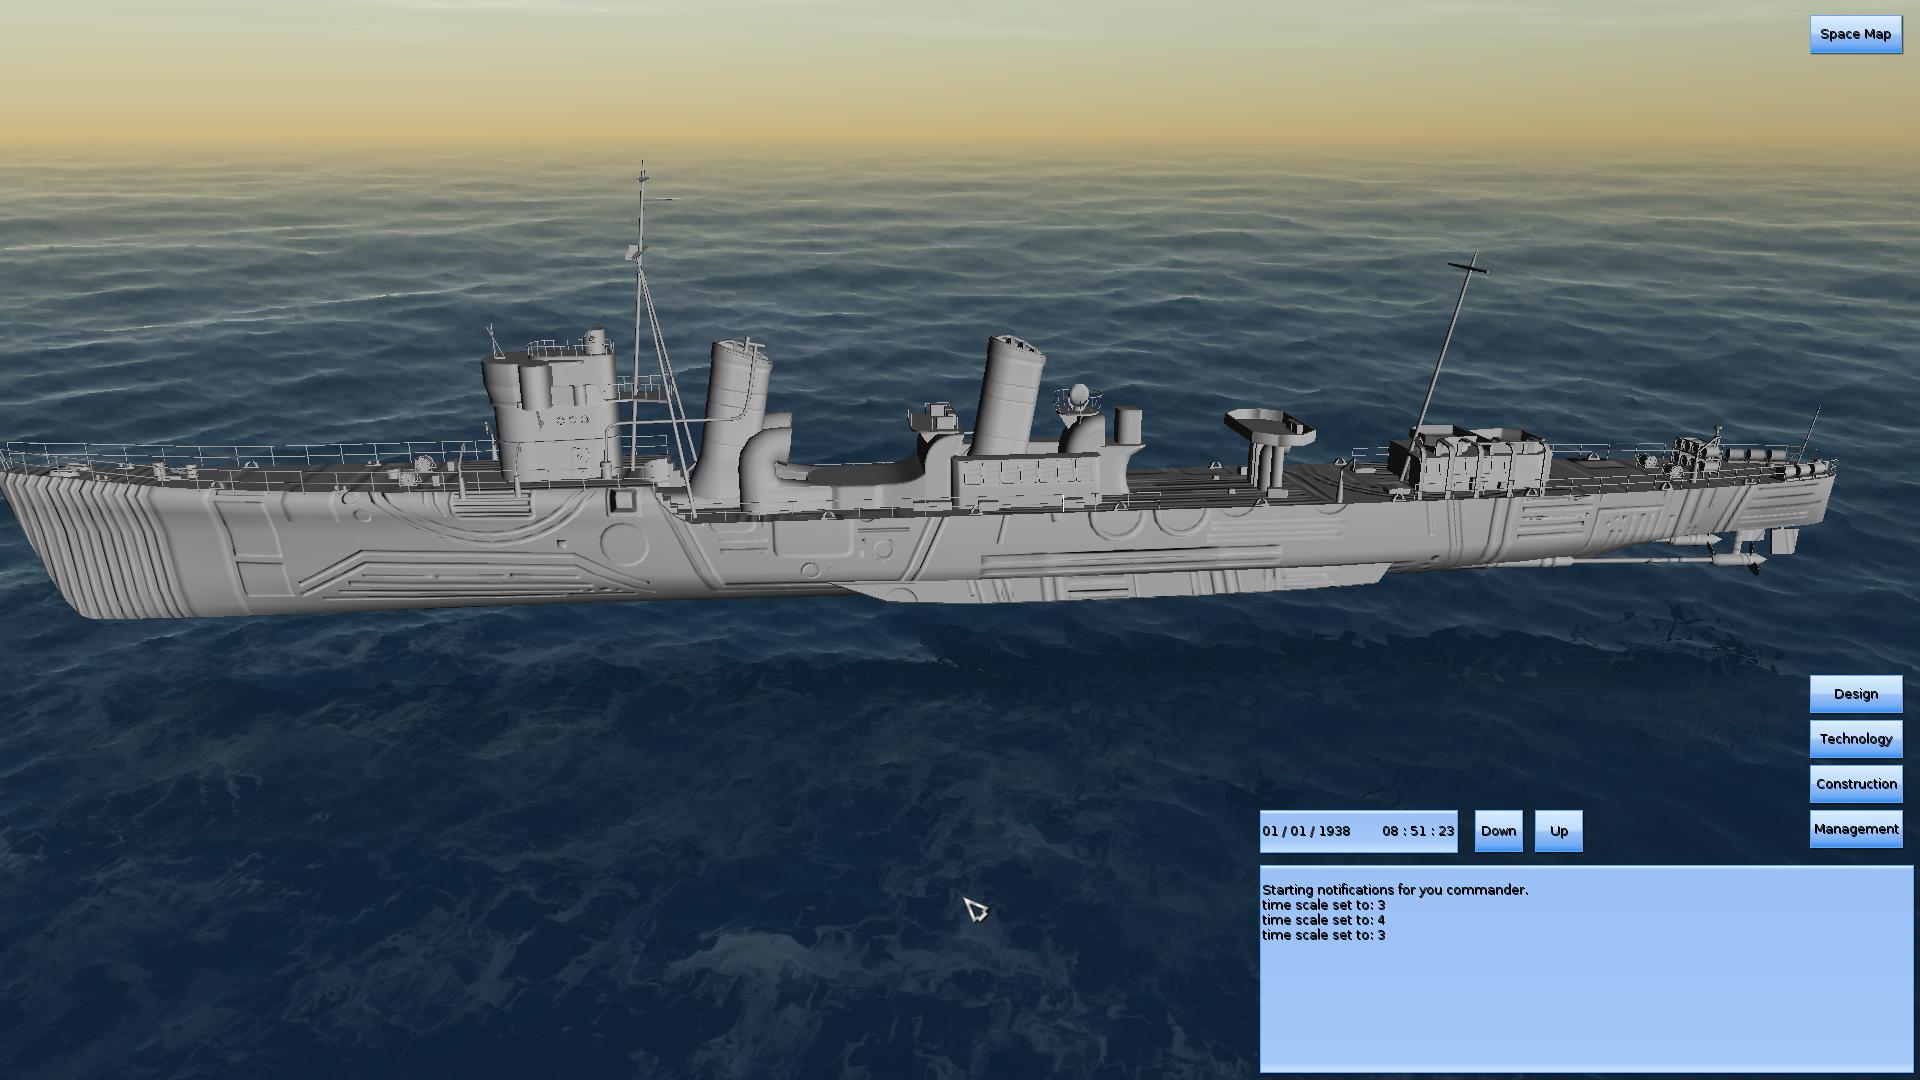 Space Map
Design
Technology
Construction
Management
01 / 01 / 1938 08 : 51 : 23
Down
Up
Starting notifications for you commander.
time scale set to: 3
time scale set to: 4
time scale set to: 3